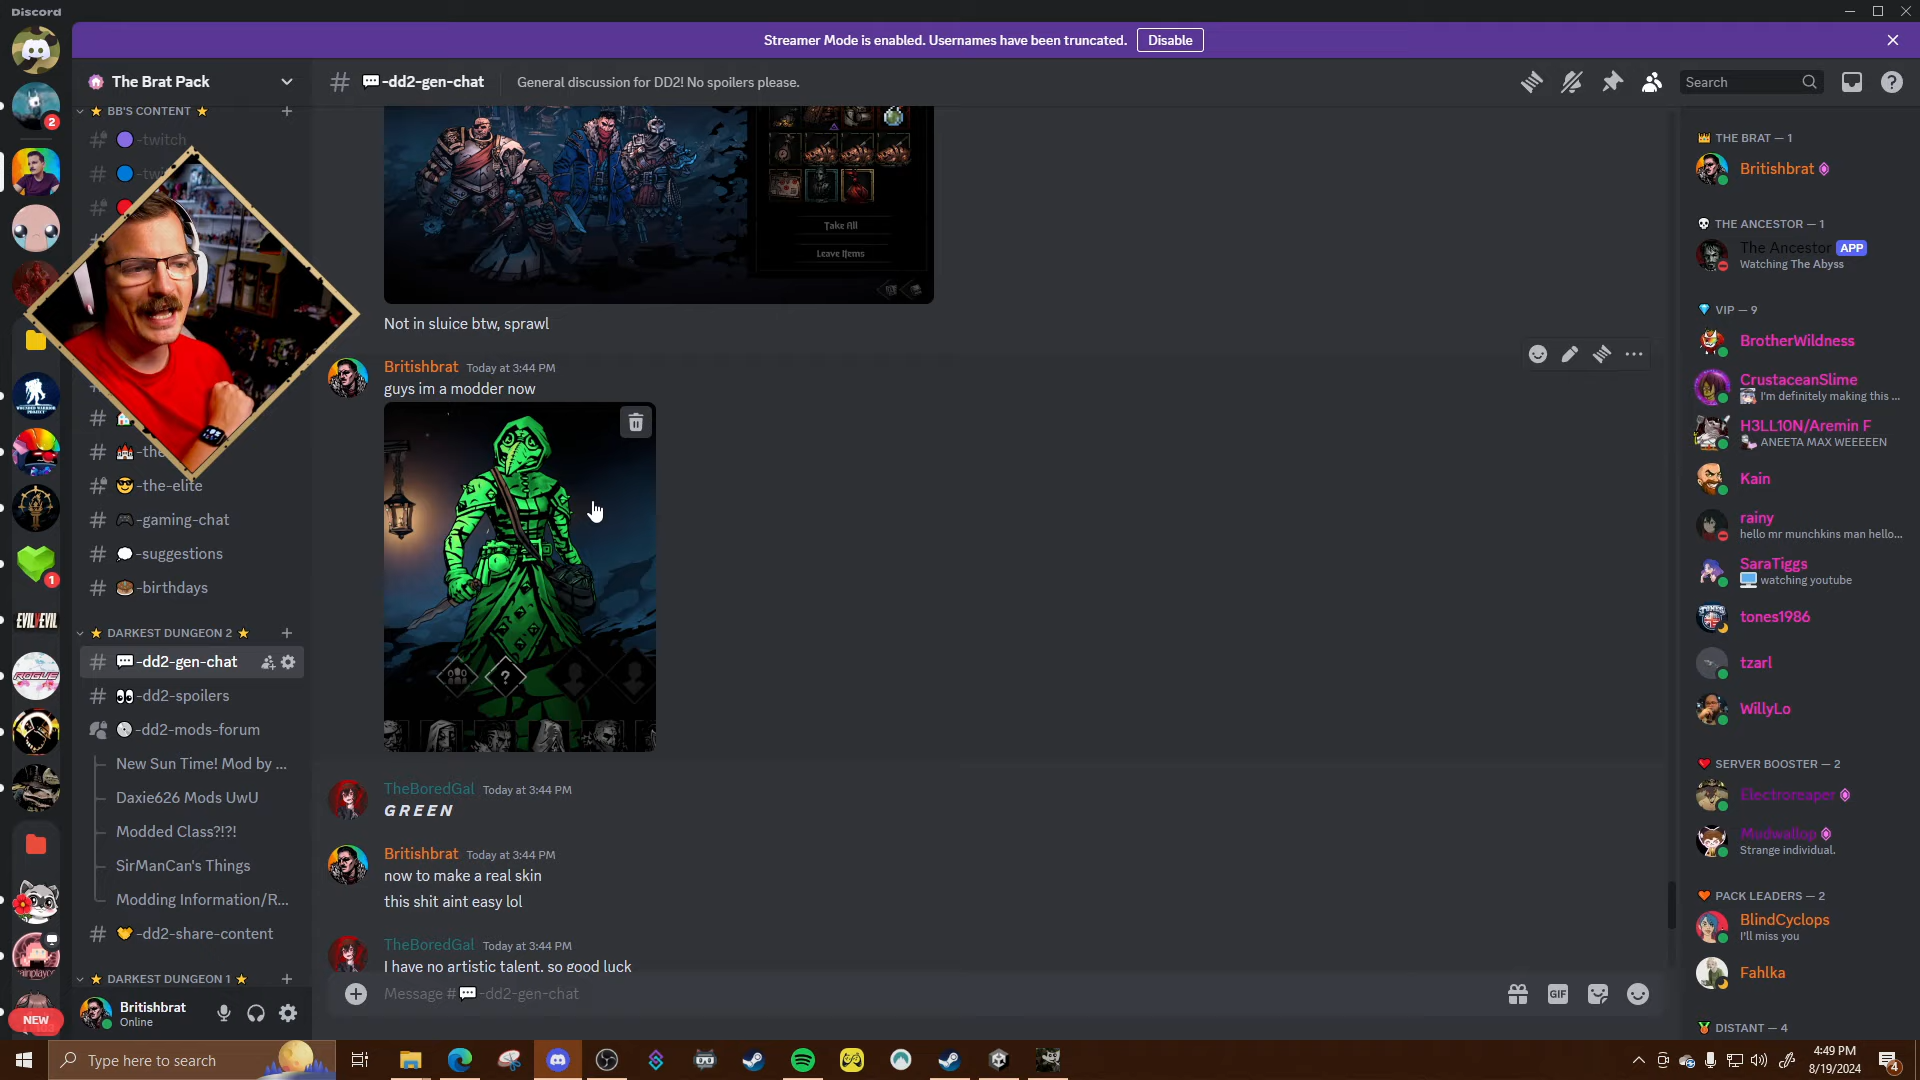 Discord
Streamer Mode is enabled. Usernames have been truncated.
Disable
The Brat Pack
-dd2-gen-chat
General discussion for DD2! No spoilers please.
Search
BB'S CONTENT
-twitch
-the-elite
-gaming-chat
-suggestions
-birthdays
DARKEST DUNGEON 2
-dd2-gen-chat
-dd2-spoilers
-dd2-mods-forum
New Sun Time! Mod by ...
Daxie626 Mods UwU
Modded Class?!?!
SirManCan's Things
Modding Information/R...
-dd2-share-content
DARKEST DUNGEON 1
Britishbrat
Online
2
1
EVIL EVIL
ROGUE
NEW
Take All
Leave Items
Not in sluice btw, sprawl
Britishbrat Today at 3:44 PM
guys im a modder now
?
TheBoredGal Today at 3:44 PM
GREEN
Britishbrat Today at 3:44 PM
now to make a real skin
this shit aint easy lol
TheBoredGal Today at 3:44 PM
I have no artistic talent. so good luck
Message # -dd2-gen-chat
GIF
THE BRAT — 1
Britishbrat
THE ANCESTOR — 1
The Ancestor APP
Watching The Abyss
VIP — 9
BrotherWildness
CrustaceanSlime
I'm definitely making this ...
H3LL10N/Aremin F
ANEETA MAX WEEEEEN
Kain
rainy
hello mr munchkins man hello...
SaraTiggs
watching youtube
tones1986
tzarl
WillyLo
SERVER BOOSTER — 2
Electroreaper
Mudwallop
Strange individual.
PACK LEADERS — 2
BlindCyclops
I'll miss you
Fahlka
DISTANT — 4
Type here to search
4:49 PM
8/19/2024
4